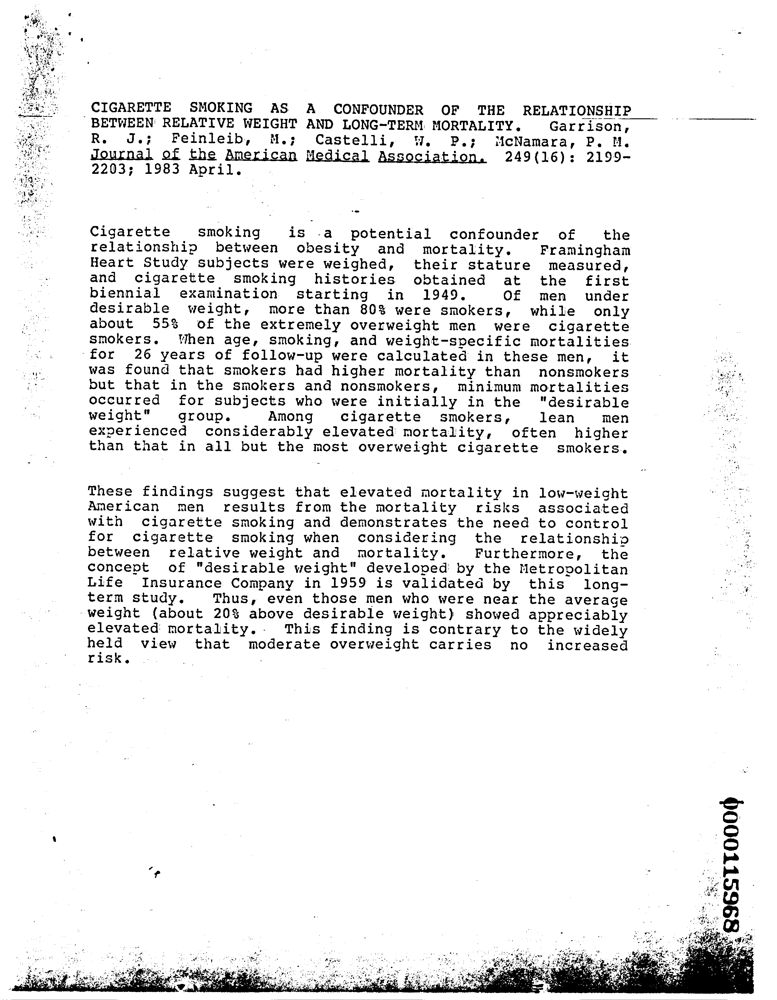 CIGARETTE SMOKING AS A CONFOUNDER OF THE RELATIONSHIP
BETWEEN RELATIVE WEIGHT AND LONG-TERM MORTALITY. Garrison,
R. J.; Feinleib, M.; Castelli, W. P.; McNamara, P. M.
Journal of the American Medical Association. 249(16): 2199-
2203; 1983 April.
Cigarette smoking is a potential confounder of the
relationship between obesity and mortality. Framingham
Heart Study subjects were weighed, their stature measured,
and cigarette smoking histories obtained at the first
biennial examination starting in 1949. Of men under
desirable weight, more than 80% were smokers, while only
about 55% of the extremely overweight men were cigarette
smokers. When age, smoking, and weight-specific mortalities
for 26 years of follow-up were calculated in these men, it
was found that smokers had higher mortality than nonsmokers
but that in the smokers and nonsmokers, minimum mortalities
occurred for subjects who were initially in the "desirable
weight" group. Among cigarette smokers, lean men
experienced considerably elevated mortality, often higher
than that in all but the most overweight cigarette smokers.
These findings suggest that elevated mortality in low-weight
American men results from the mortality risks associated
with cigarette smoking and demonstrates the need to control
for cigarette smoking when considering the relationship
between relative weight and mortality. Furthermore, the
concept of "desirable weight" developed by the Metropolitan
Life Insurance Company in 1959 is validated by this long-
term study. Thus, even those men who were near the average
weight (about 20% above desirable weight) showed appreciably
elevated mortality. This finding is contrary to the widely
held view that moderate overweight carries no increased
risk.
0000115968